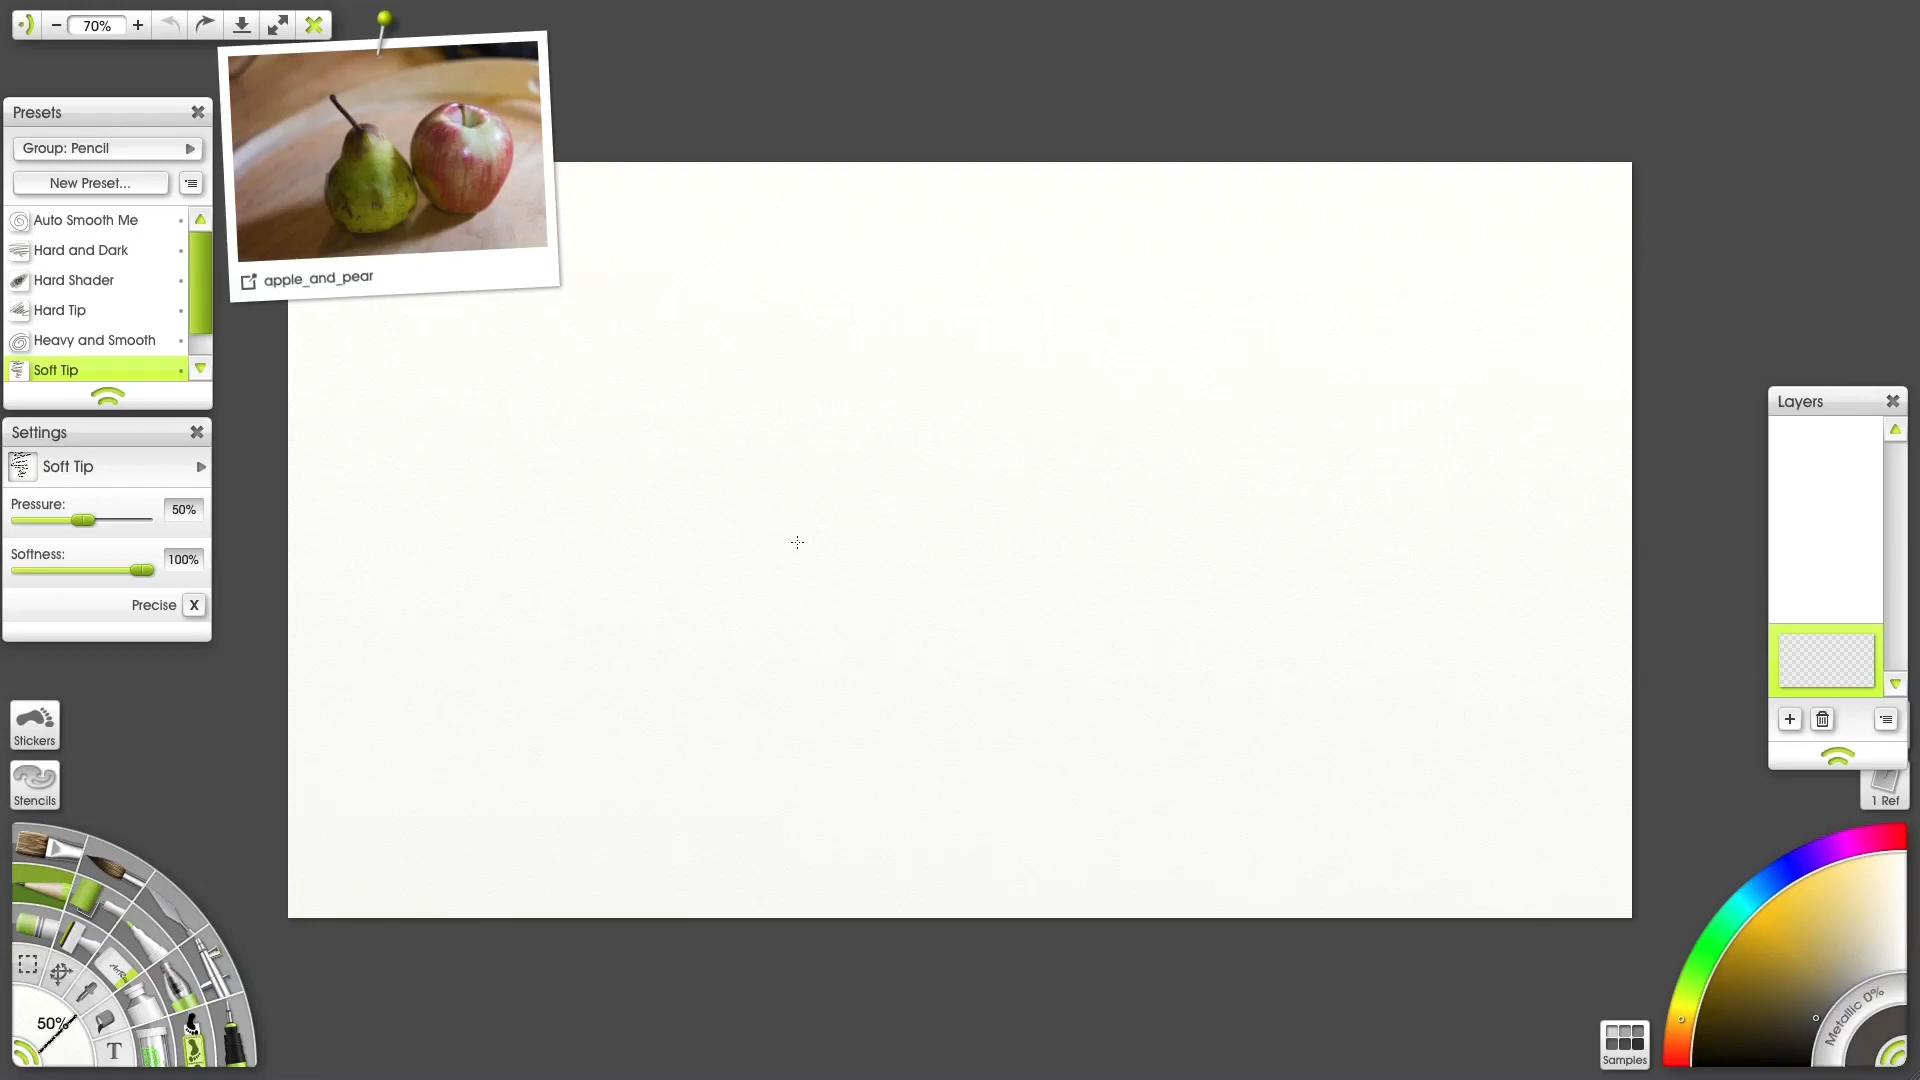 70%
Presets
Group: Pencil
New Preset...
Auto Smooth Me
Hard and Dark
Hard Shader
Hard Tip
Heavy and Smooth
Soft Tip
apple_and_pear
Settings
Soft Tip
Pressure:
50%
Softness:
100%
Precise X
Stickers
Stencils
50%
T
Layers
1 Ref
Metallic 0%
Samples